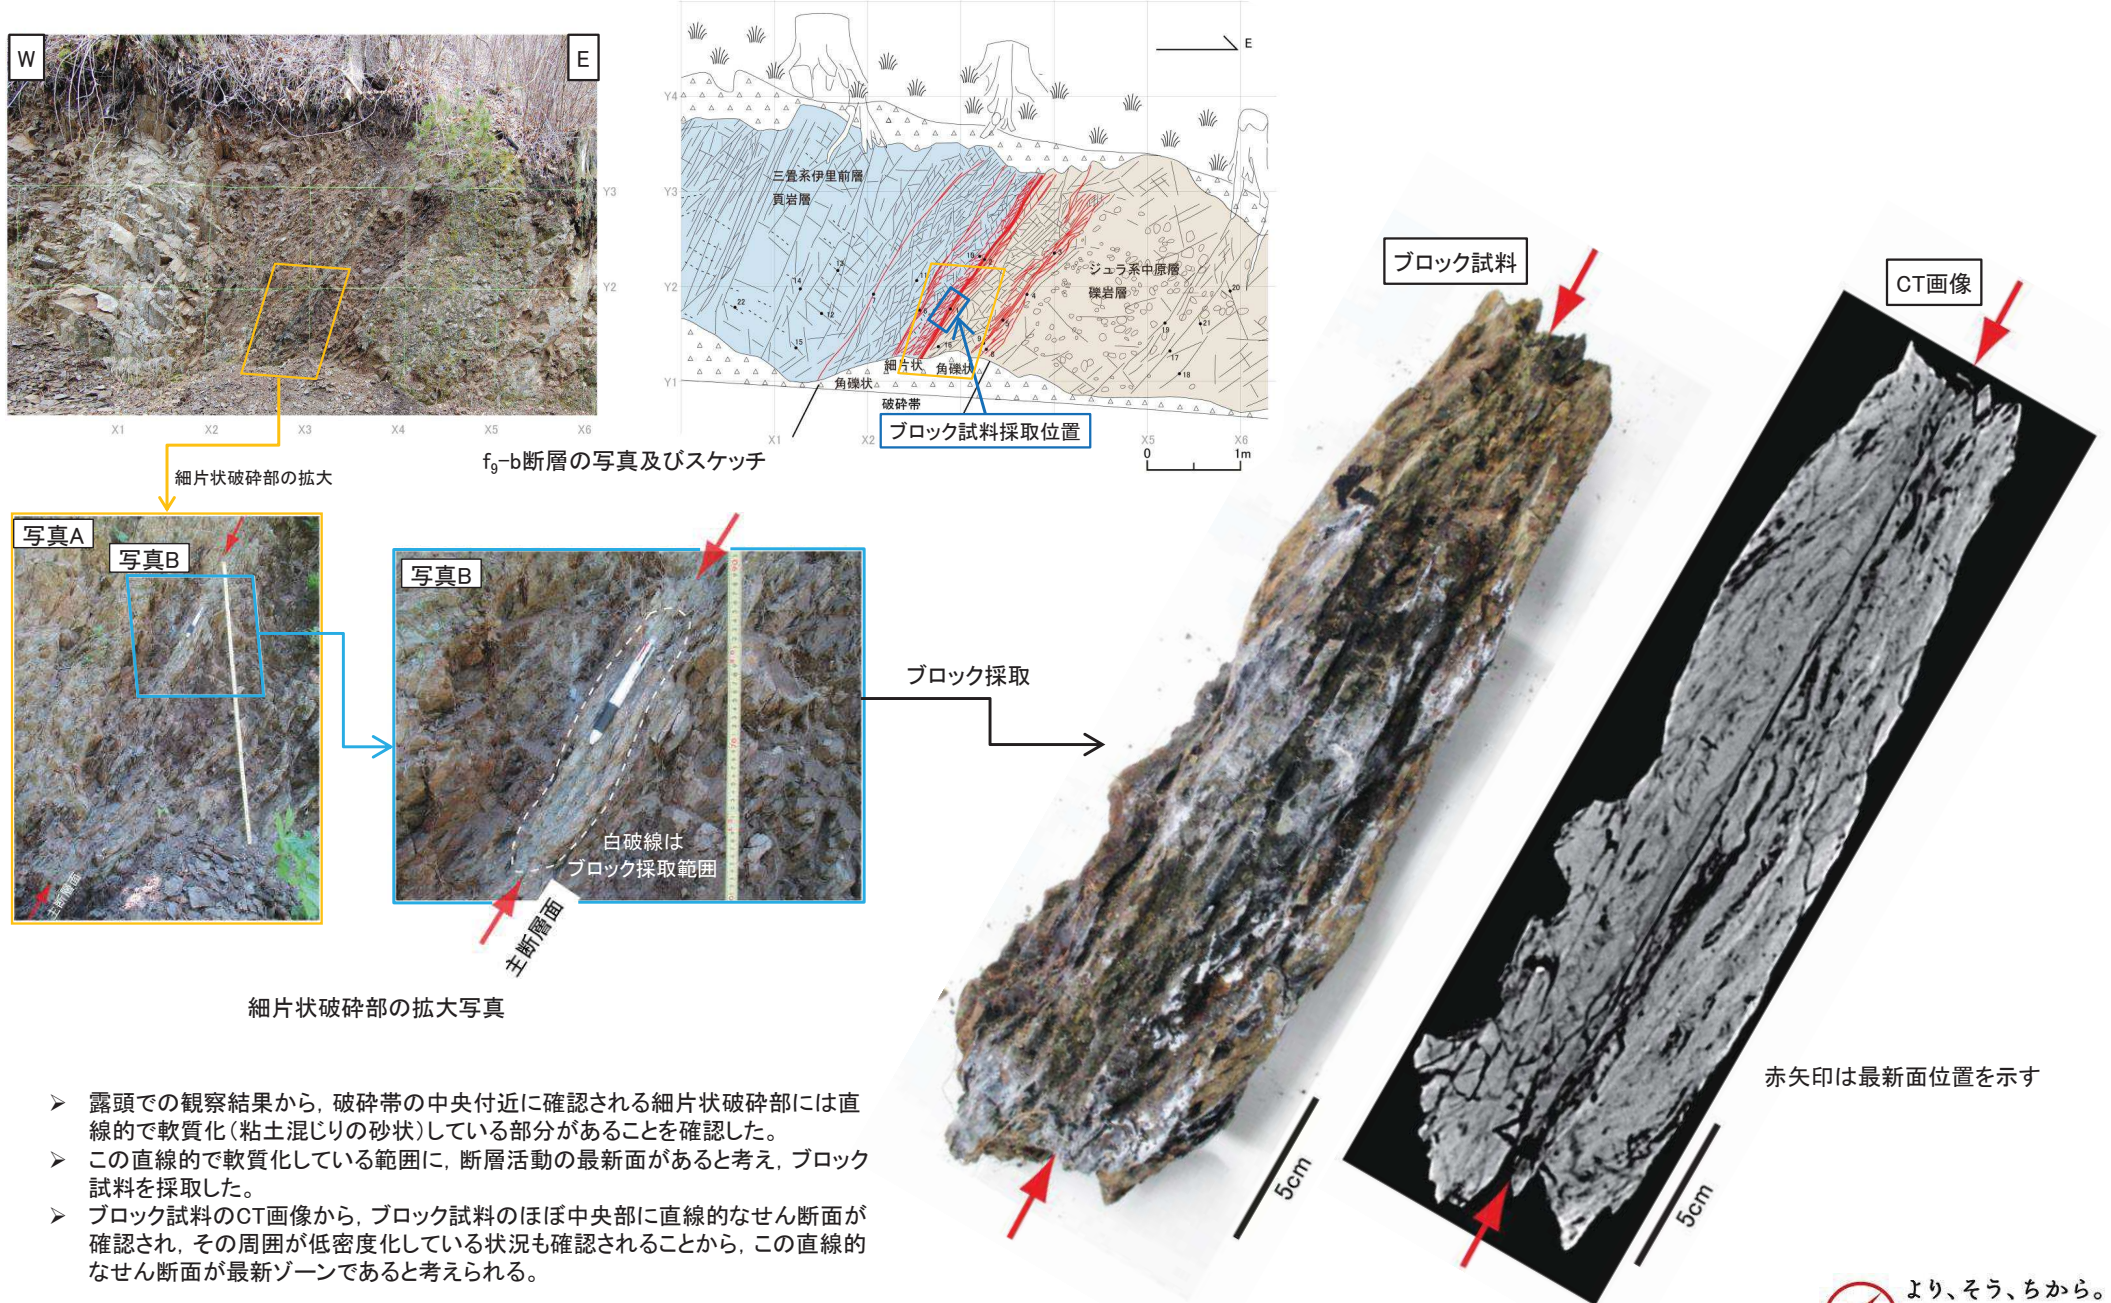 W
E
X1
X2
X3
X4
X5
X6
Y3
Y2
E
Y4
Y3
Y2
Y1
三畳系伊里前層
頁岩層
ジュラ系中原層
礫岩層
細片状
角礫状
角礫状
破砕帯
ブロック試料採取位置
X1
X2
X5
X6
0
1m
f₉-b断層の写真及びスケッチ
細片状破砕部の拡大
写真A
写真B
主断層面
写真B
白破線は
ブロック採取範囲
主断層面
細片状破砕部の拡大写真
ブロック採取
ブロック試料
5cm
CT画像
5cm
赤矢印は最新面位置を示す
➢ 露頭での観察結果から，破砕帯の中央付近に確認される細片状破砕部には直
線的で軟質化（粘土混じりの砂状）している部分があることを確認した。
➢ この直線的で軟質化している範囲に，断層活動の最新面があると考え，ブロック
試料を採取した。
➢ ブロック試料のCT画像から，ブロック試料のほぼ中央部に直線的なせん断面が
確認され，その周囲が低密度化している状況も確認されることから，この直線的
なせん断面が最新ゾーンであると考えられる。
より、そう、ちから。